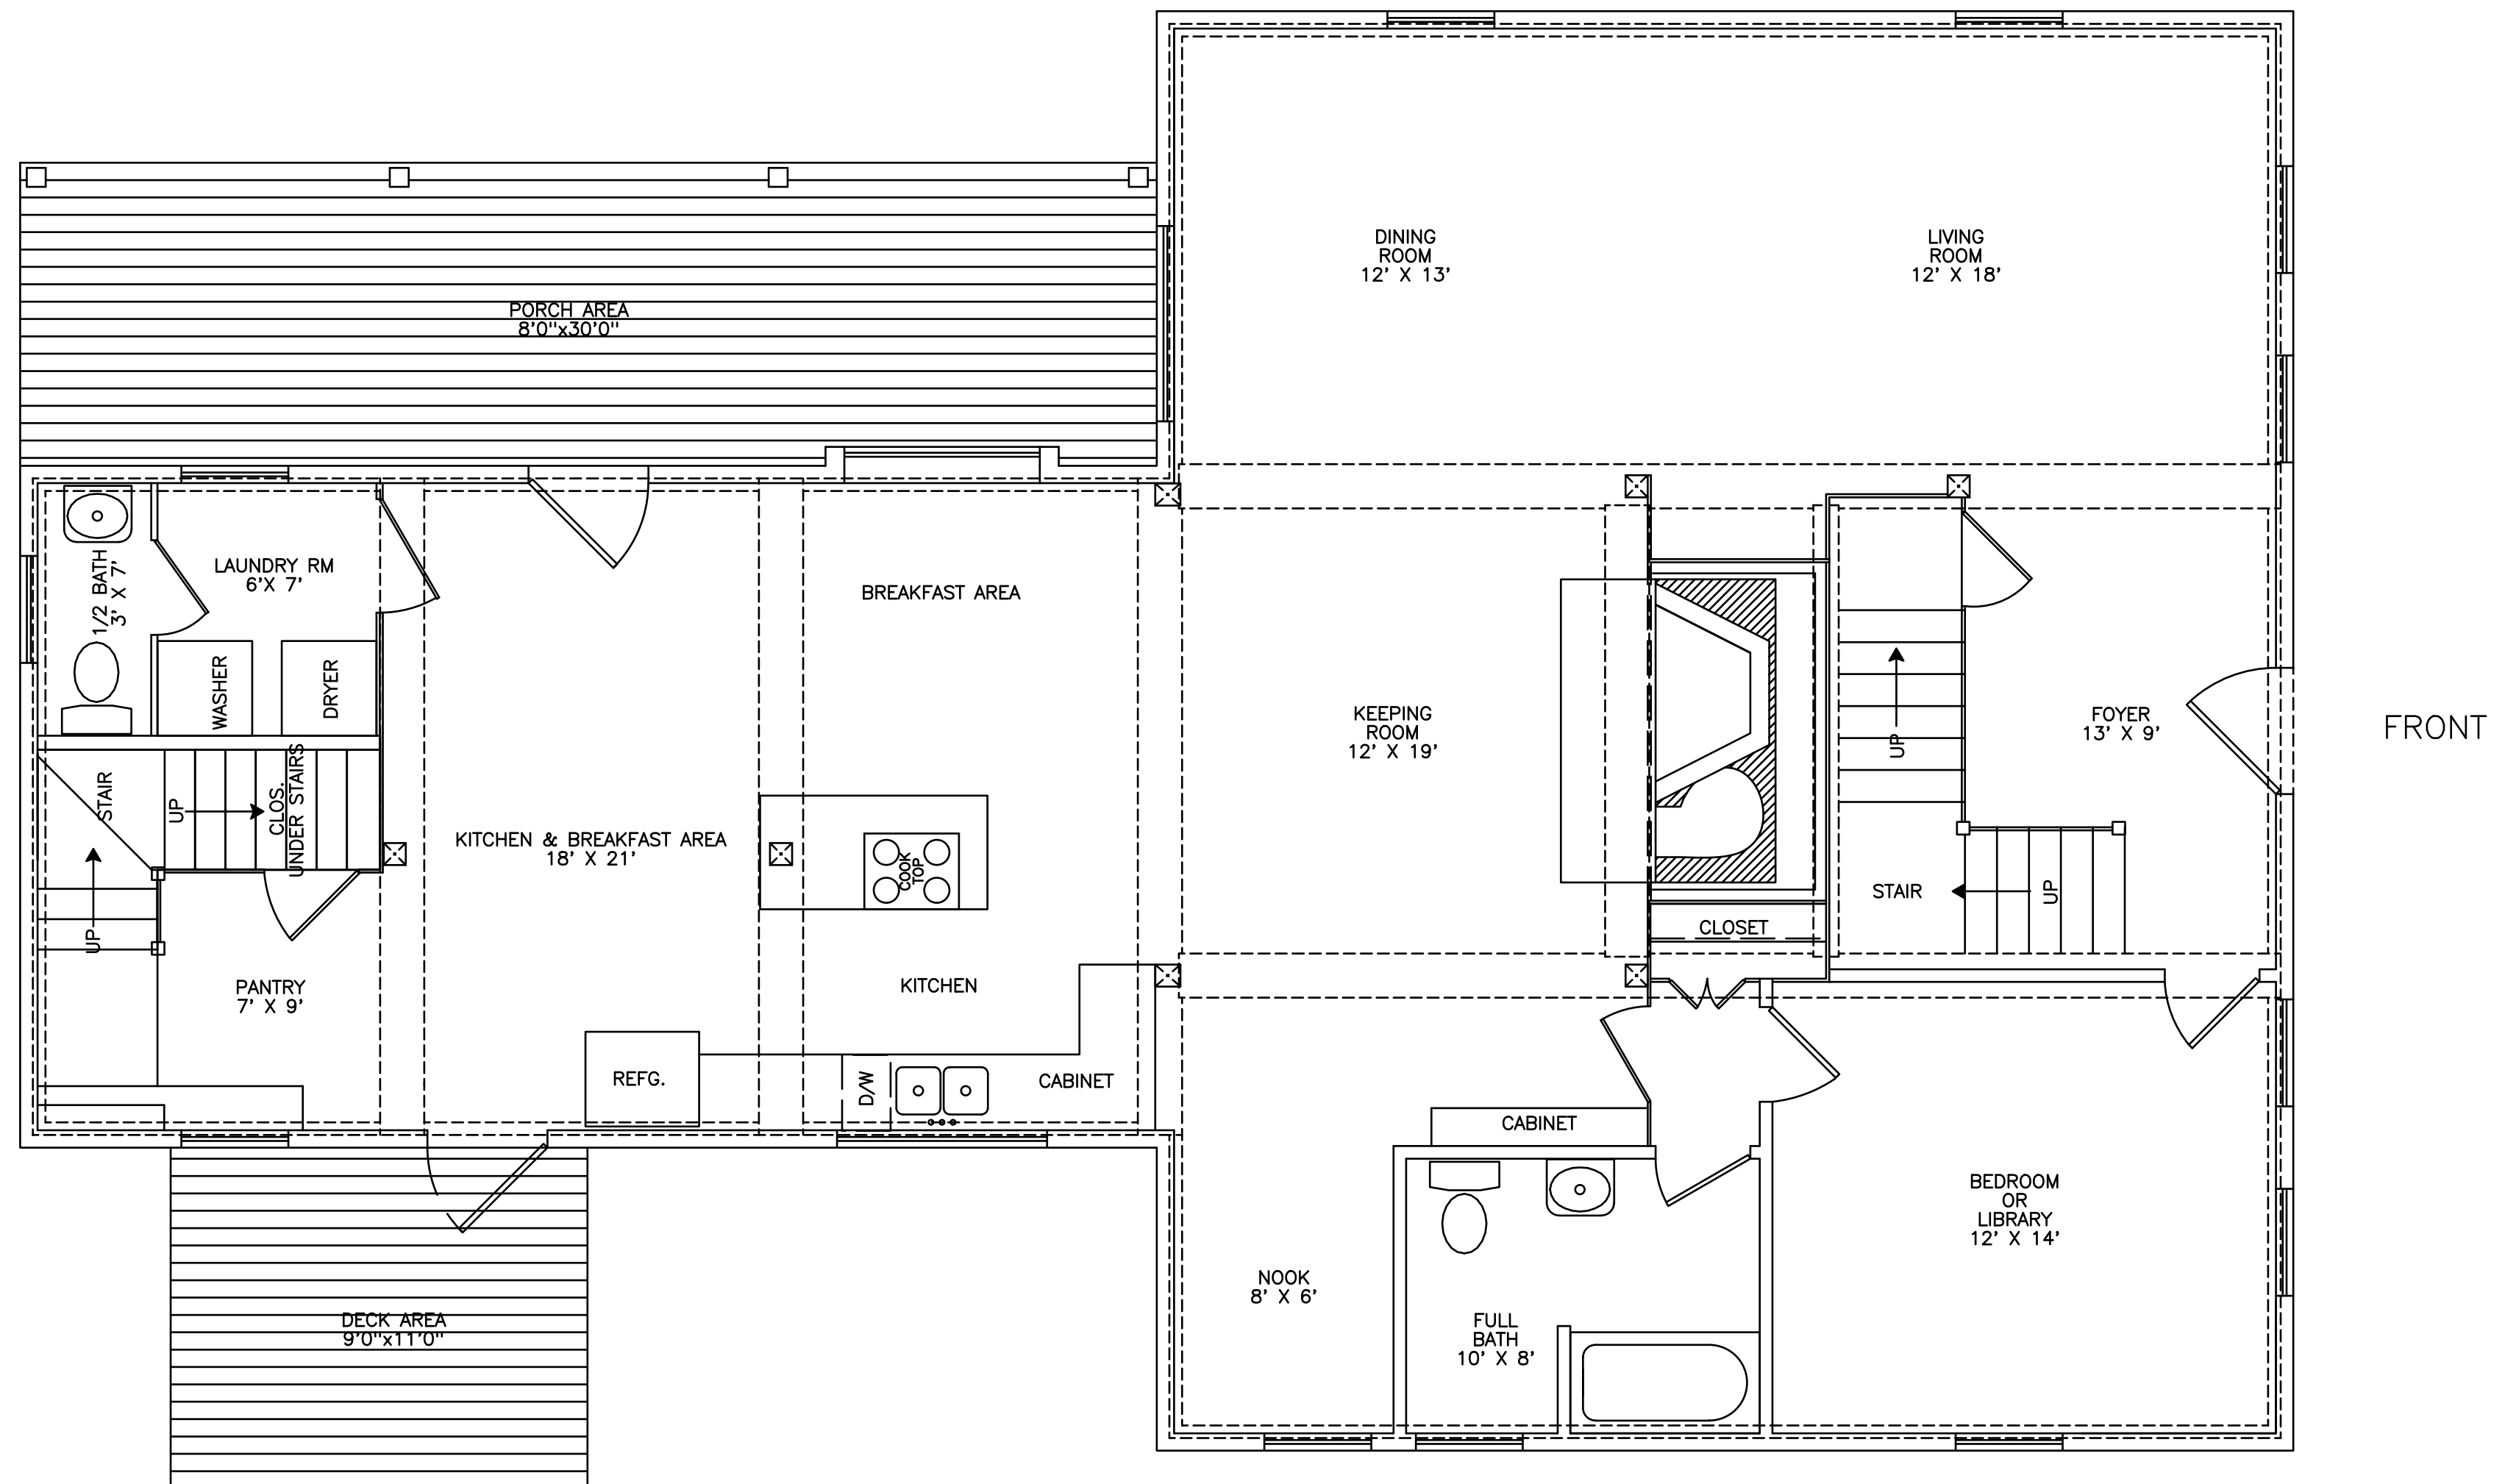 DINING
ROOM
12' X 13'
LIVING
ROOM
12' X 18'
PORCH AREA
8'0"x30'0"
1/2 BATH
3' X 7'
LAUNDRY RM
6'X 7'
BREAKFAST AREA
WASHER
DRYER
KEEPING
ROOM
12' X 19'
FOYER
13' X 9'
FRONT
UP
STAIR
UP
CLOS.
UNDER STAIRS
KITCHEN & BREAKFAST AREA
18' X 21'
COOK
TOP
STAIR
UP
UP
CLOSET
PANTRY
7' X 9'
KITCHEN
REFG.
D/W
CABINET
CABINET
BEDROOM
OR
LIBRARY
12' X 14'
NOOK
8' X 6'
DECK AREA
9'0"x11'0"
FULL
BATH
10' X 8'